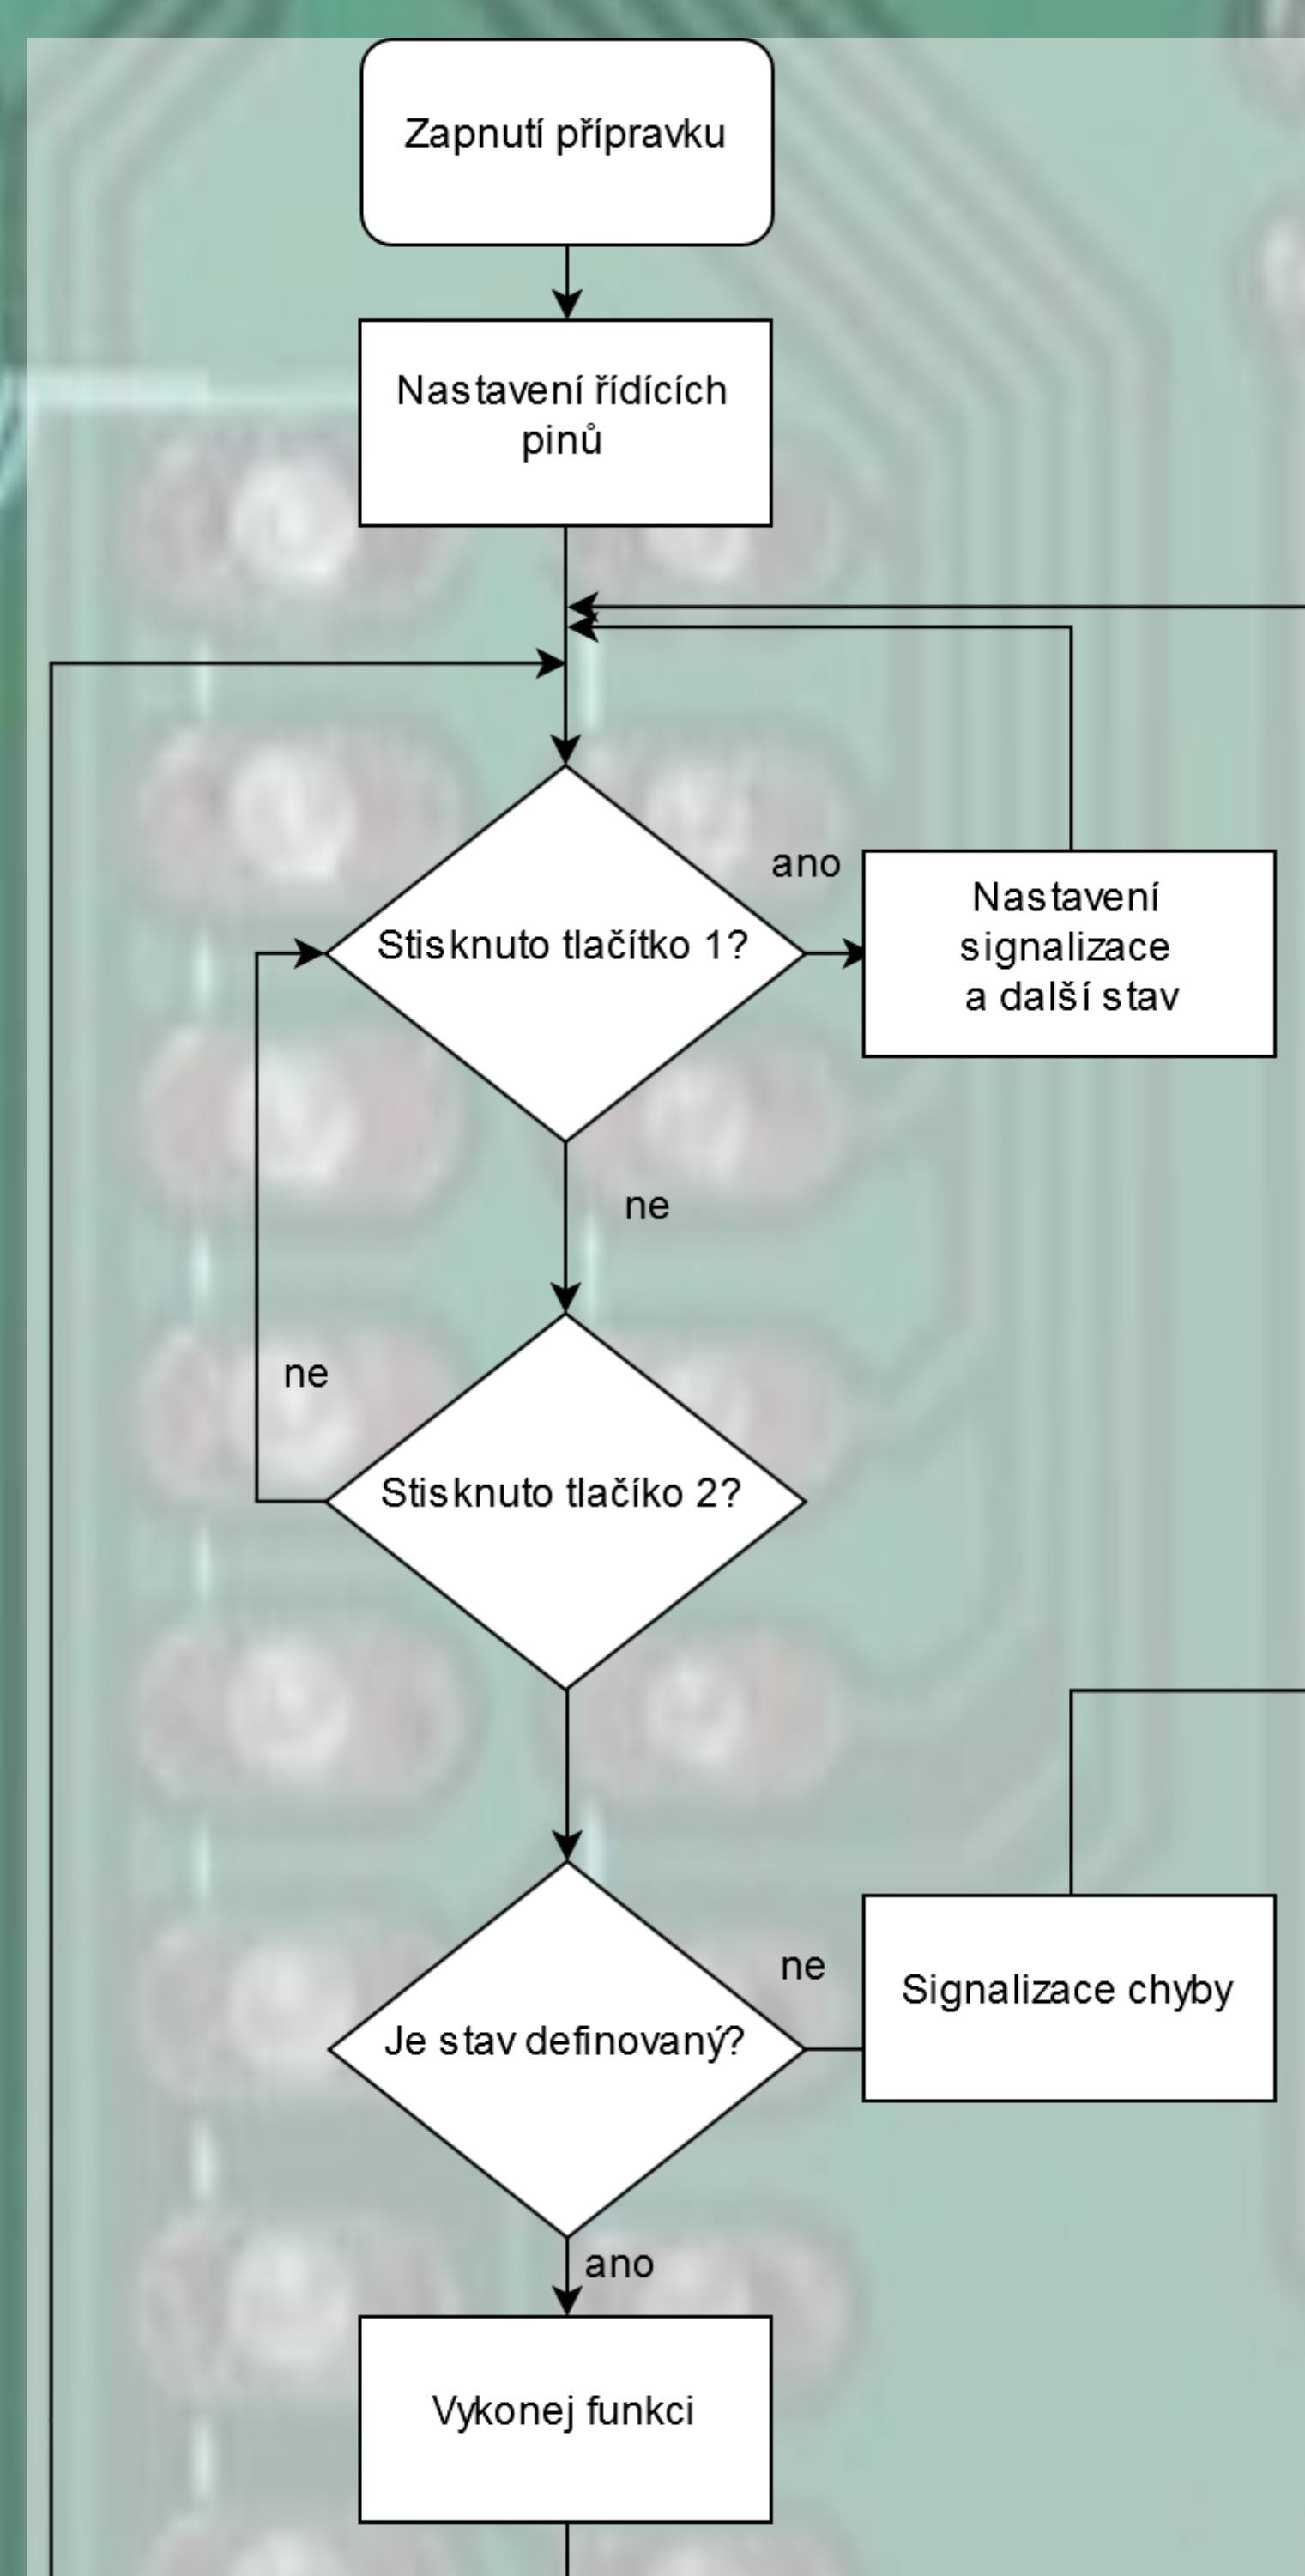 Zapnutí přípravku
Nastavení řídících
pinů
ano
Stisknuto tlačítko 1?
Nastavení
signalizace
a další stav
ne
ne
Stisknuto tlačíko 2?
ne
Signalizace chyby
Je stav definovaný?
ano
Vykonej funkci